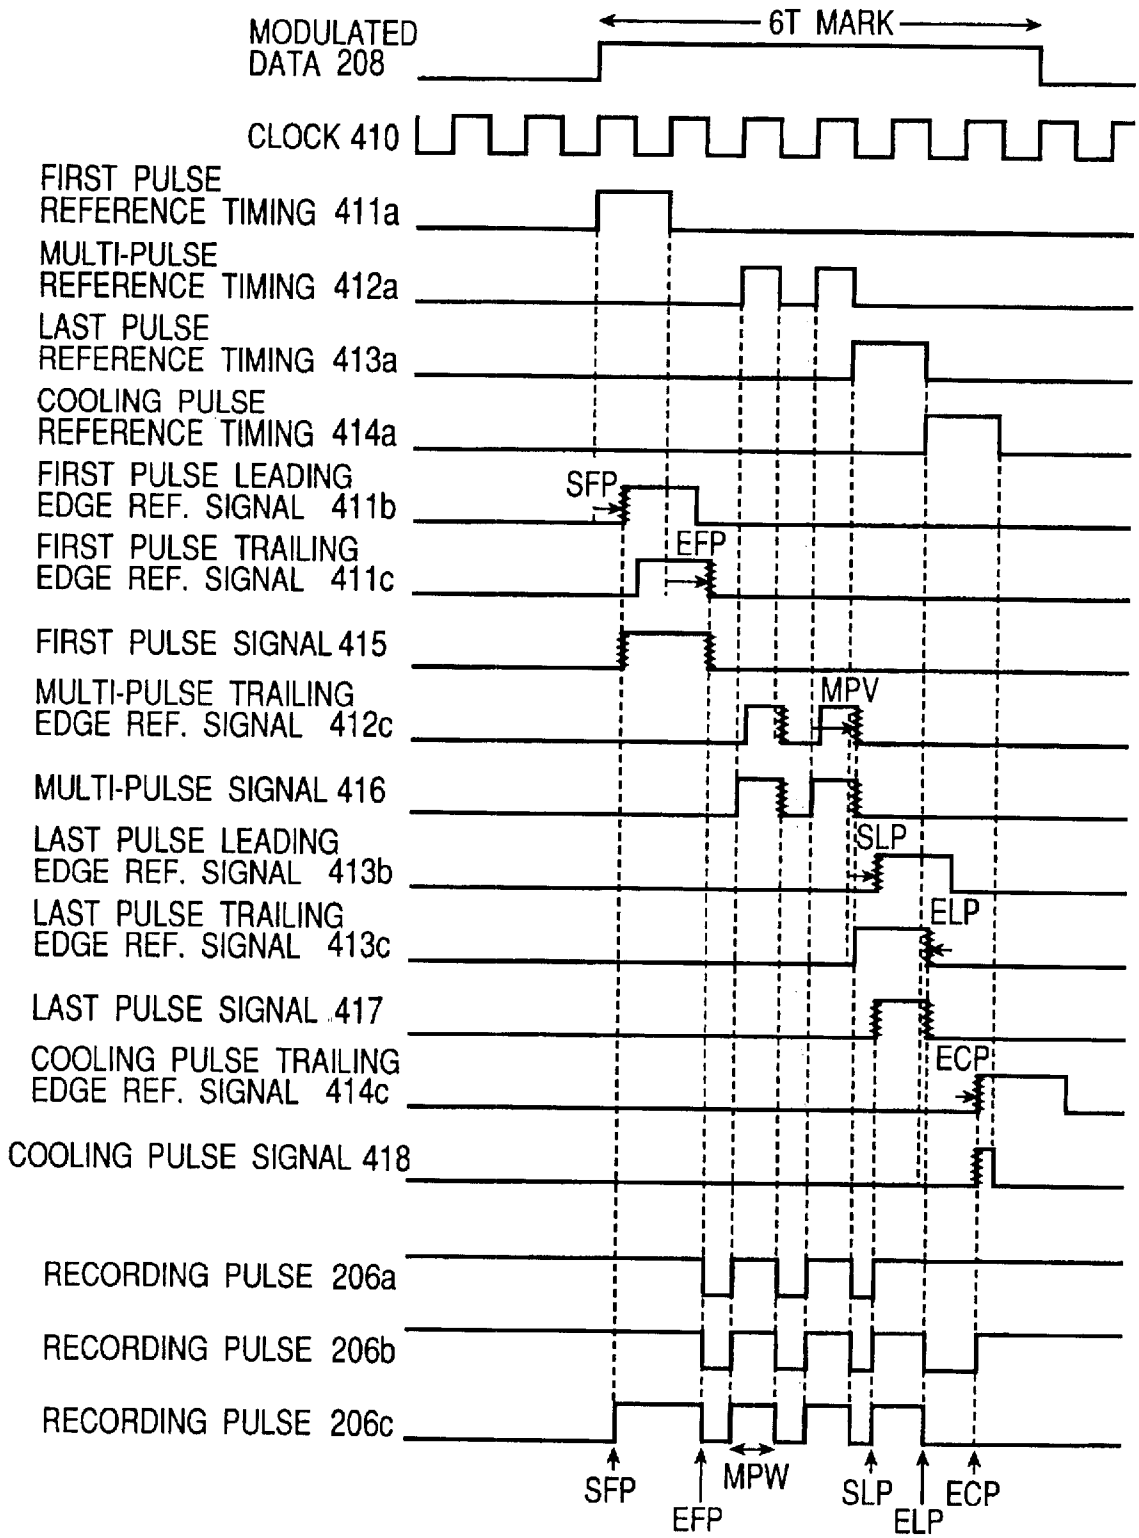 6T MARK
MODULATED
DATA 208
CLOCK 410
FIRST PULSE
REFERENCE TIMING 411a
MULTI-PULSE
REFERENCE TIMING 412a
LAST PULSE
REFERENCE TIMING 413a
COOLING PULSE
REFERENCE TIMING 414a
FIRST PULSE LEADING
EDGE REF. SIGNAL 411b
SFP
FIRST PULSE TRAILING
EDGE REF. SIGNAL 411c
EFP
FIRST PULSE SIGNAL 415
MULTI-PULSE TRAILING
EDGE REF. SIGNAL 412c
MPV
MULTI-PULSE SIGNAL 416
LAST PULSE LEADING
EDGE REF. SIGNAL 413b
SLP
LAST PULSE TRAILING
EDGE REF. SIGNAL 413c
ELP
LAST PULSE SIGNAL 417
COOLING PULSE TRAILING
EDGE REF. SIGNAL 414c
ECP
COOLING PULSE SIGNAL 418
RECORDING PULSE 206a
RECORDING PULSE 206b
RECORDING PULSE 206c
SFP
EFP
MPW
SLP
ELP
ECP